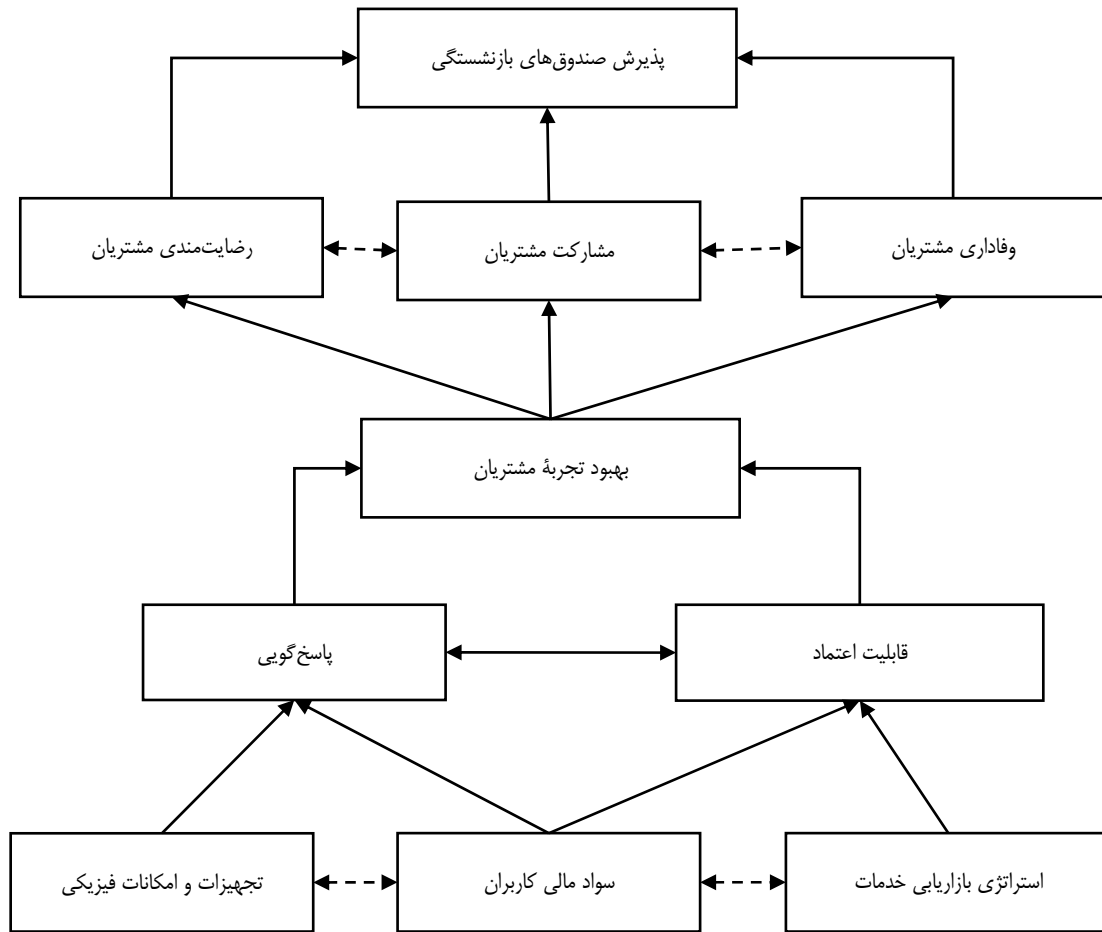 پذیرش صندوق‌های بازنشستگی
وفاداری مشتریان
مشارکت مشتریان
رضایت‌مندی مشتریان
بهبود تجربهٔ مشتریان
قابلیت اعتماد
پاسخ‌گویی
استراتژی بازاریابی خدمات
سواد مالی کاربران
تجهیزات و امکانات فیزیکی